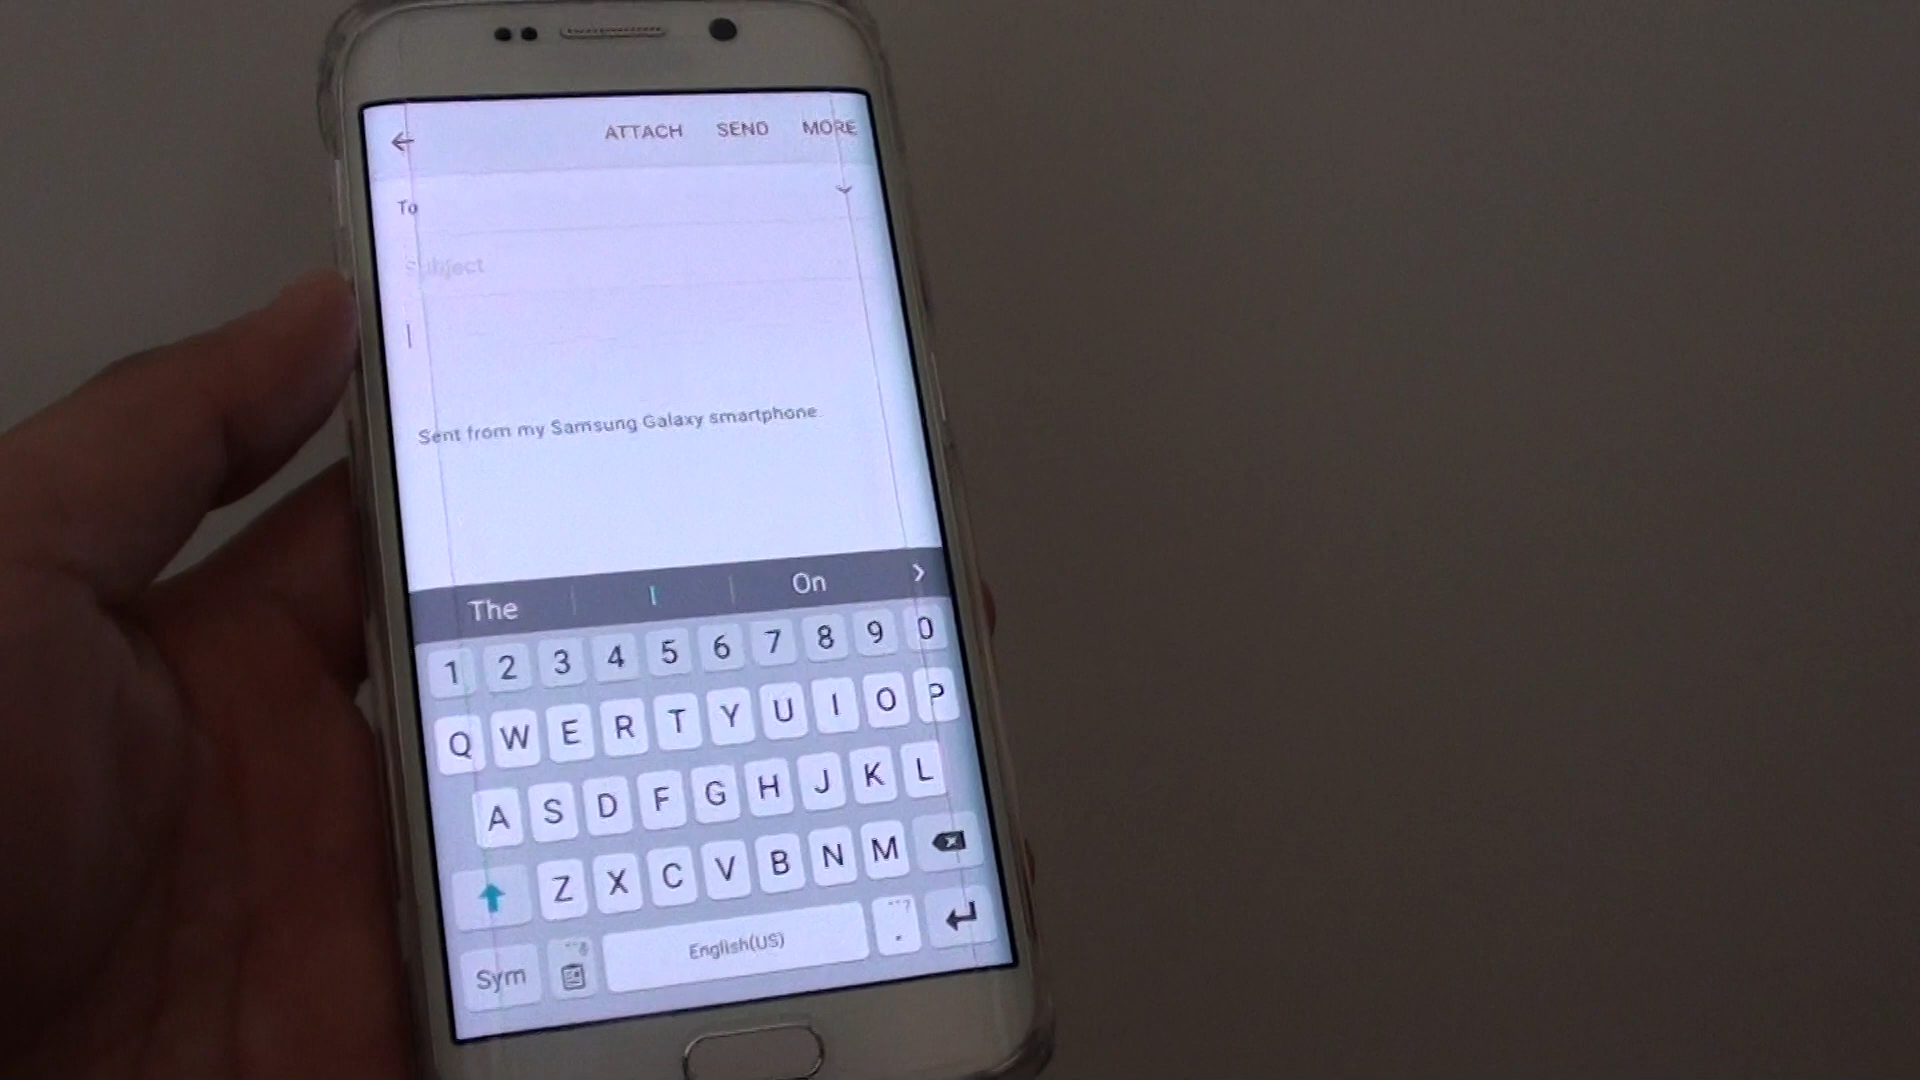 ATTACH SEND MORE
To
Subject
Sent from my Samsung Galaxy smartphone.
The I On
1 2 3 4 5 6 7 8 9 0
Q W E R T Y U I O P
A S D F G H J K L
Z X C V B N M
Sym English(US) .